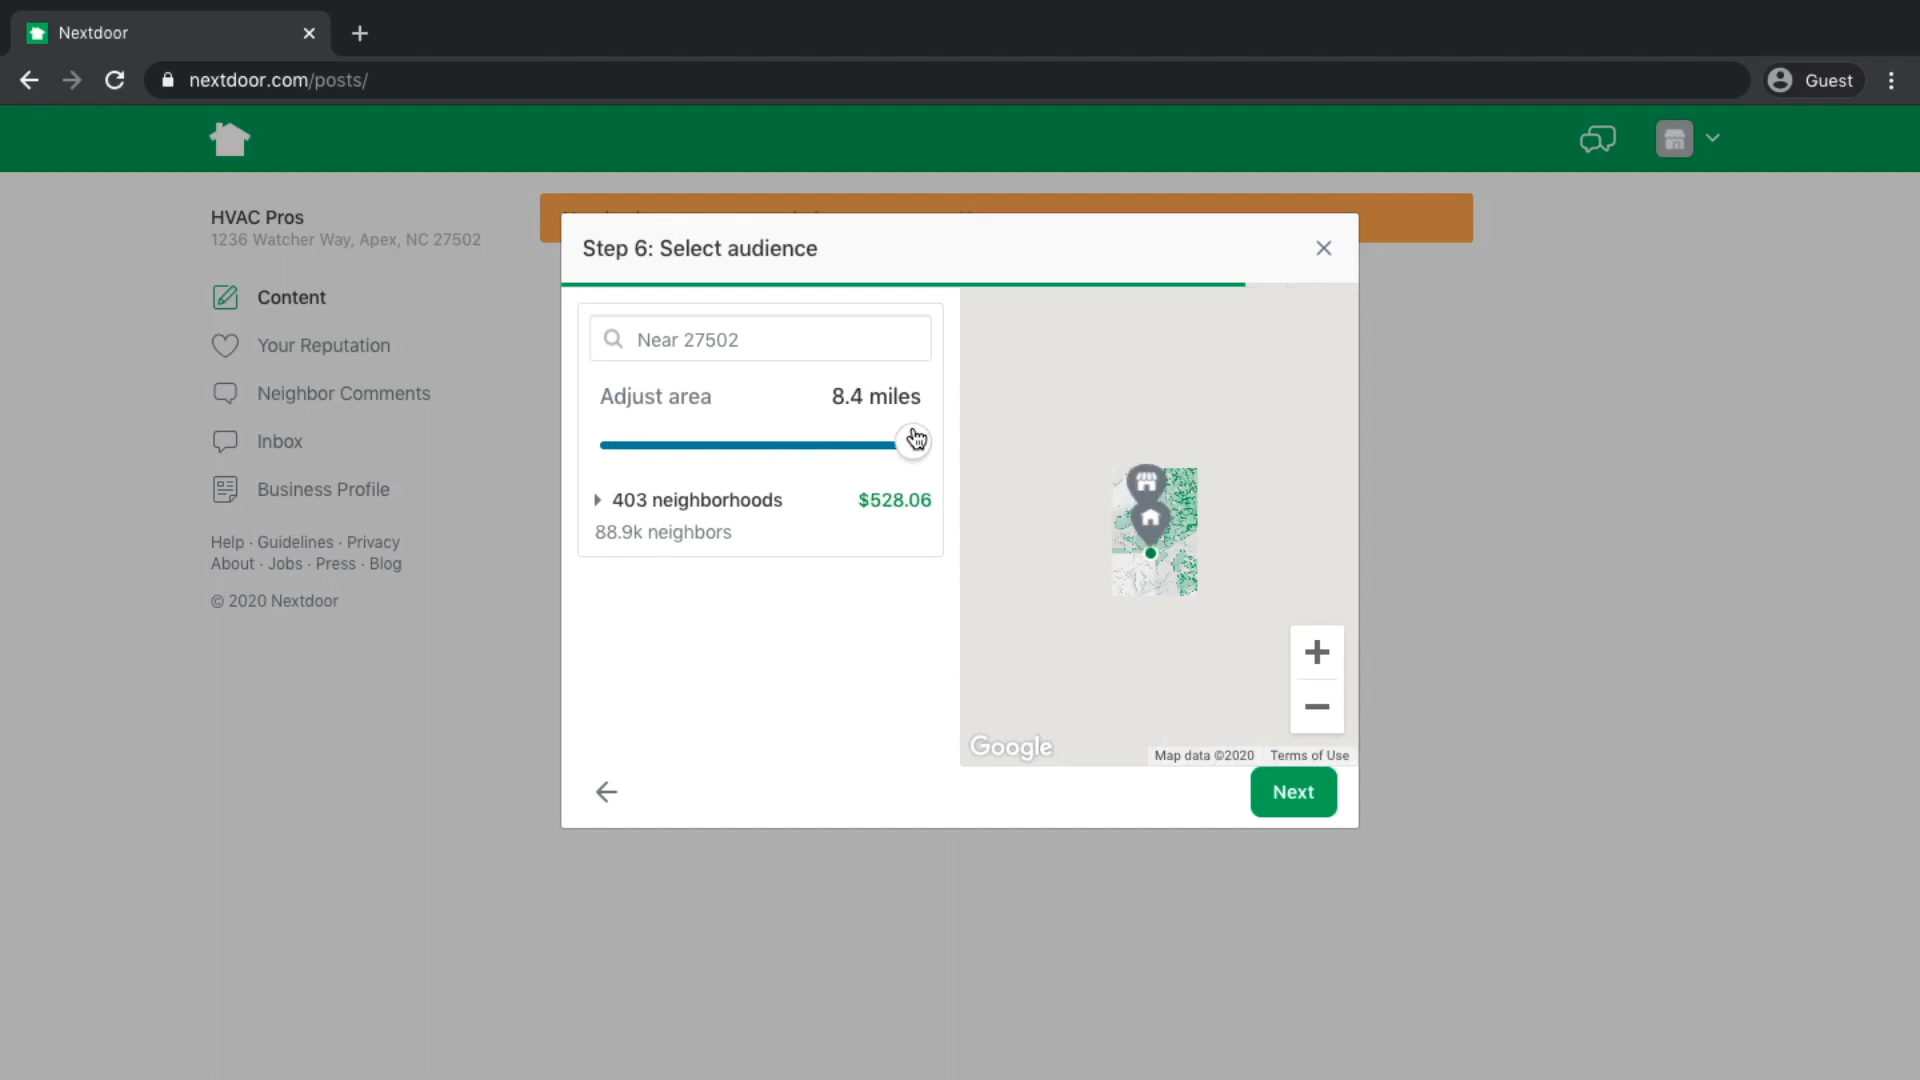 Nextdoor
nextdoor.com/posts/
Guest
HVAC Pros
1236 Watcher Way, Apex, NC 27502
Content
Your Reputation
Neighbor Comments
Inbox
Business Profile
Help · Guidelines · Privacy
About · Jobs · Press · Blog
© 2020 Nextdoor
Step 6: Select audience
Near 27502
Adjust area 8.4 miles
403 neighborhoods $528.06
88.9k neighbors
Google
Map data ©2020 Terms of Use
Next